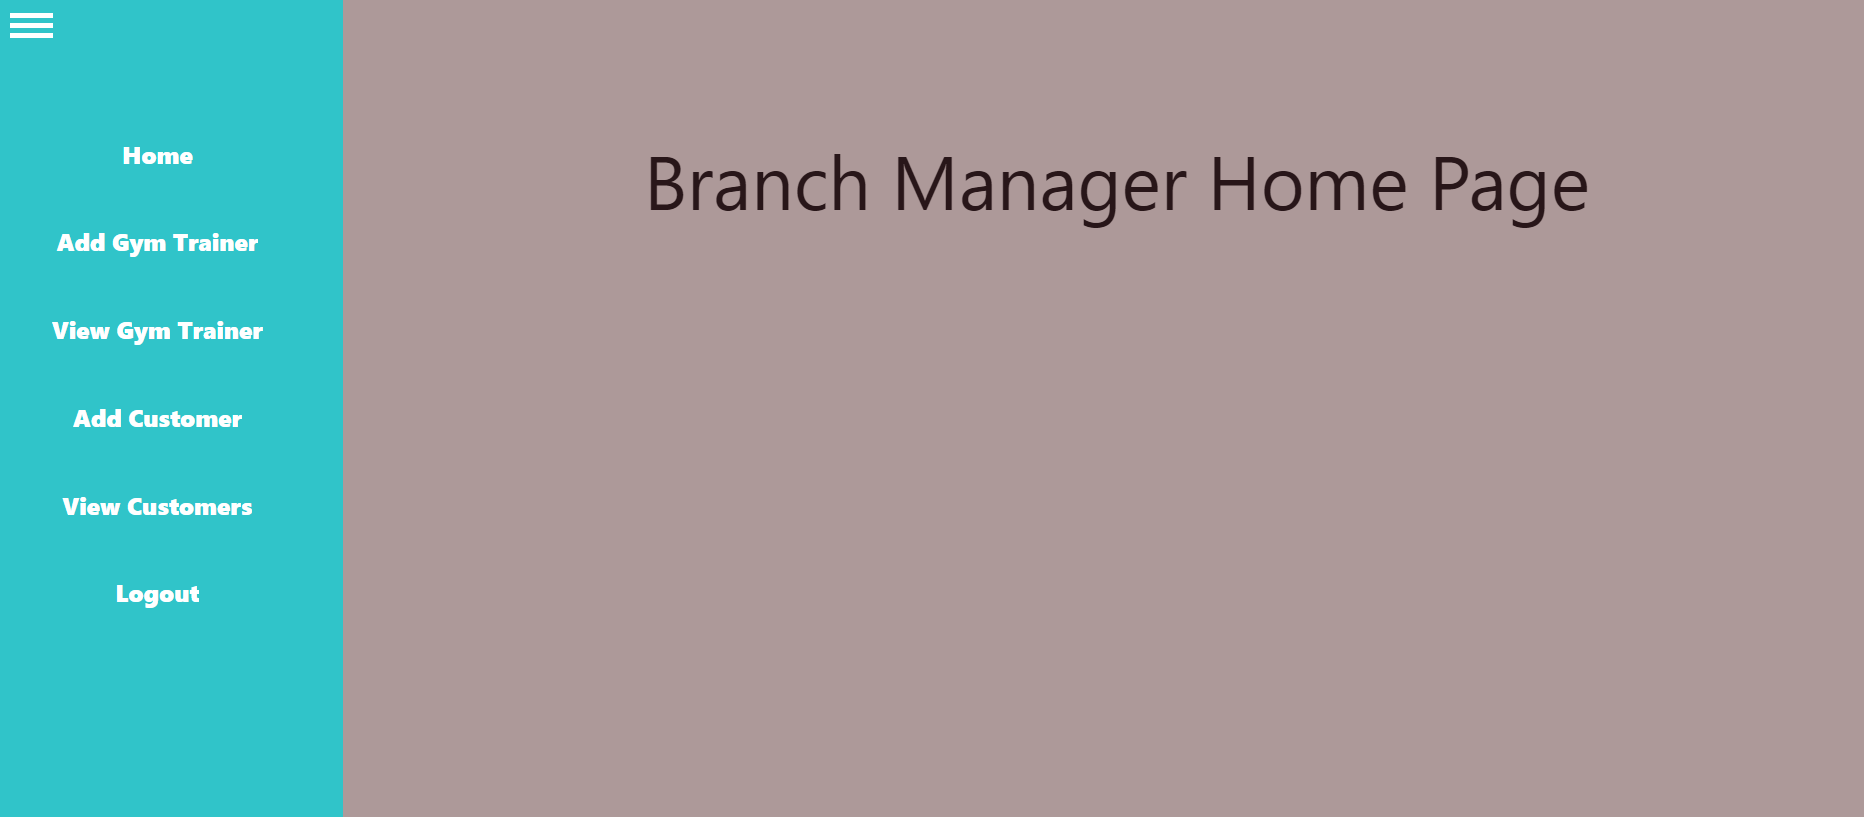 Home
Add Gym Trainer
View Gym Trainer
Add Customer
View Customers
Logout
Branch Manager Home Page